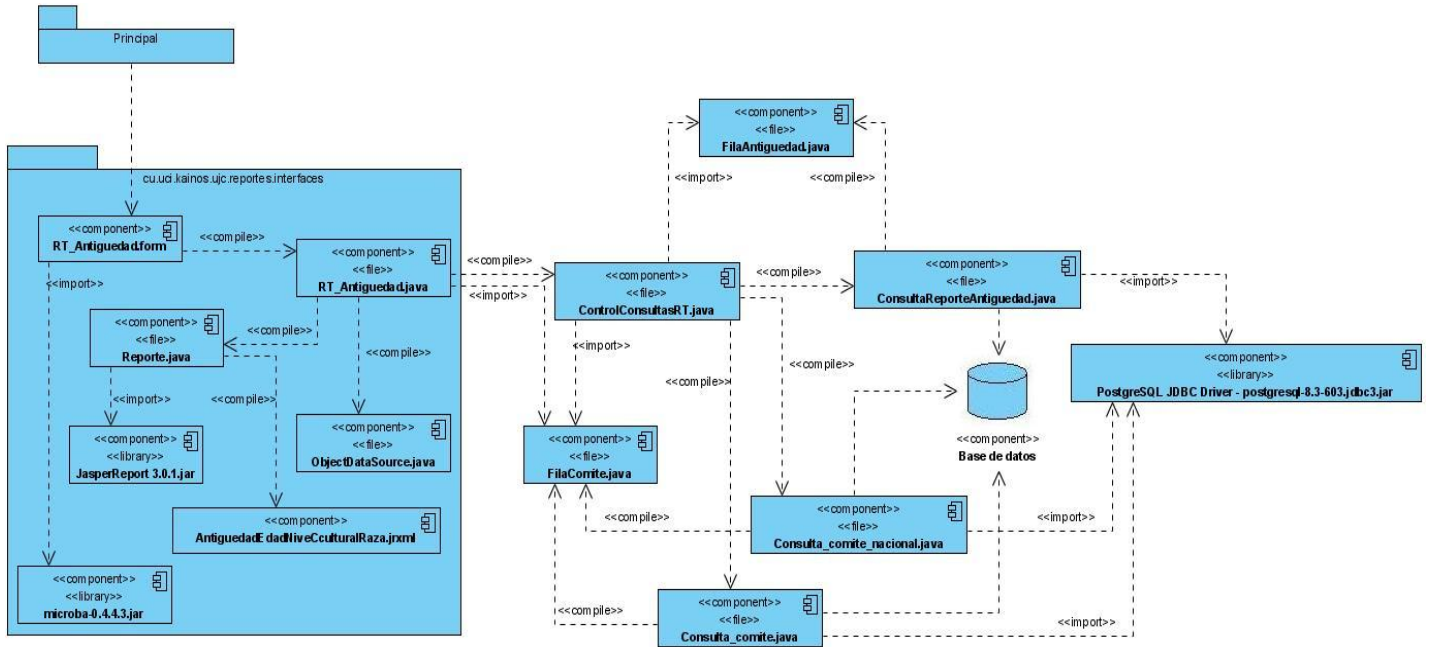 Principal
<<component>>
<<file>>
FilaAntiguedad.java
cu.uci.kainos.ujc.reportes.interfaces
<<import>>
<<compile>>
<<component>>
RT_Antiguedad.form
<<compile>>
<<component>>
<<file>>
RT_Antiguedad.java
<<compile>>
<<import>>
<<component>>
<<file>>
ControlConsultasRT.java
<<compile>>
<<component>>
<<file>>
ConsultaReporteAntiguedad.java
<<import>>
<<import>>
<<component>>
<<file>>
Reporte.java
<<compile>>
<<compile>>
<<import>>
<<compile>>
<<compile>>
<<component>>
<<library>>
PostgreSQL JDBC Driver - postgresql-8.3-603.jdbc3.jar
<<import>>
<<component>>
<<library>>
JasperReport 3.0.1.jar
<<component>>
<<file>>
ObjectDataSource.java
<<component>>
<<file>>
FilaComite.java
<<component>>
Base de datos
<<component>>
AntiguedadEdadNiveCculturalRaza.jrxml
<<compile>>
<<component>>
<<file>>
Consulta_comite_nacional.java
<<import>>
<<component>>
<<library>>
microba-0.4.4.3.jar
<<compile>>
<<component>>
<<file>>
Consulta_comite.java
<<import>>